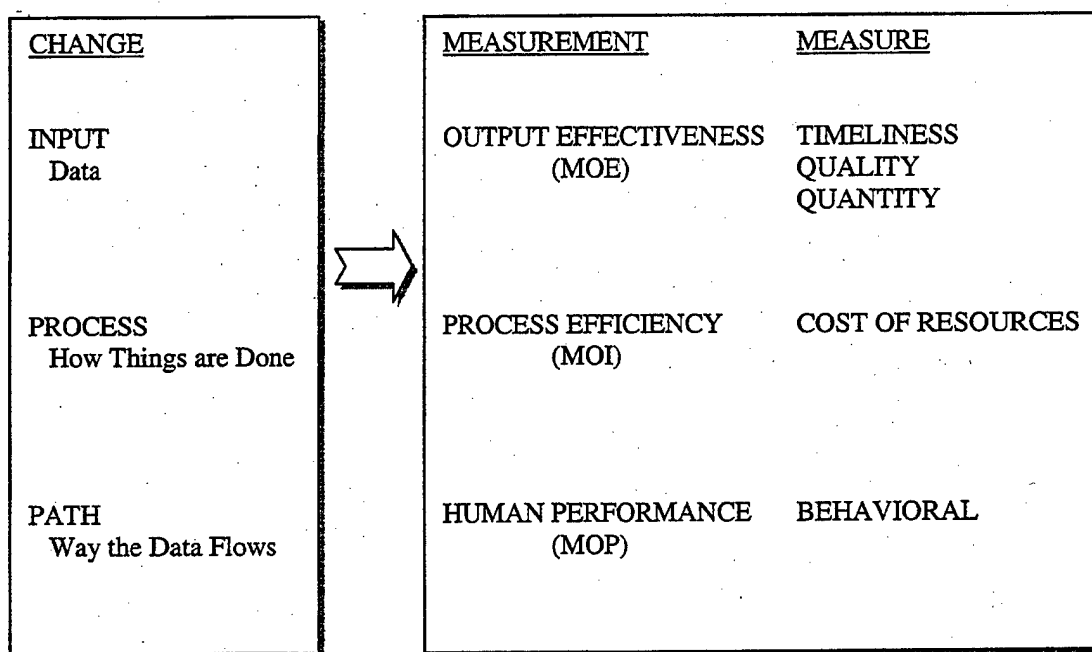 CHANGE
INPUT
Data
PROCESS
How Things are Done
PATH
Way the Data Flows
MEASUREMENT MEASURE
OUTPUT EFFECTIVENESS TIMELINESS
(MOE) QUALITY
QUANTITY
PROCESS EFFICIENCY COST OF RESOURCES
(MOI)
HUMAN PERFORMANCE BEHAVIORAL
(MOP)